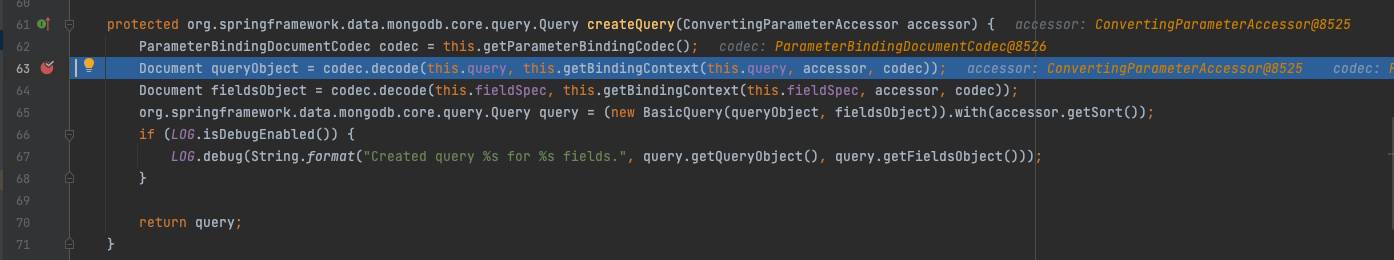 60
61 protected org.springframework.data.mongodb.core.query.Query createQuery(ConvertingParameterAccessor accessor) { accessor: ConvertingParameterAccessor@8525
62 ParameterBindingDocumentCodec codec = this.getParameterBindingCodec(); codec: ParameterBindingDocumentCodec@8526
63 Document queryObject = codec.decode(this.query, this.getBindingContext(this.query, accessor, codec)); accessor: ConvertingParameterAccessor@8525 codec:
64 Document fieldsObject = codec.decode(this.fieldSpec, this.getBindingContext(this.fieldSpec, accessor, codec));
65 org.springframework.data.mongodb.core.query.Query query = (new BasicQuery(queryObject, fieldsObject)).with(accessor.getSort());
66 if (LOG.isDebugEnabled()) {
67 LOG.debug(String.format("Created query %s for %s fields.", query.getQueryObject(), query.getFieldsObject()));
68 }
69
70 return query;
71 }